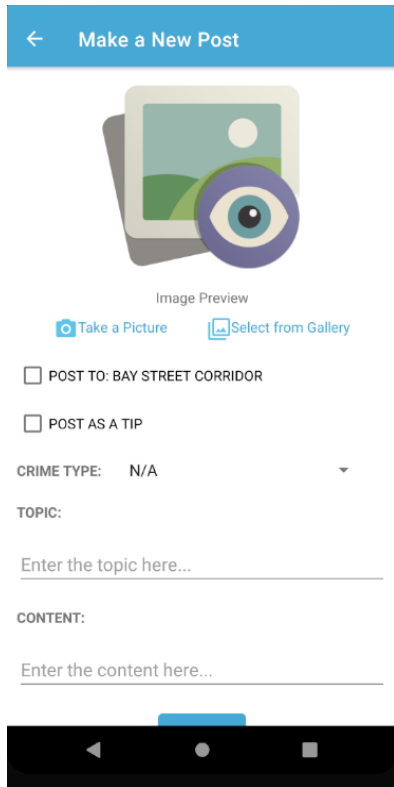 Make a New Post
Image Preview
Take a Picture Select from Gallery
POST TO: BAY STREET CORRIDOR
POST AS A TIP
CRIME TYPE: N/A
TOPIC:
Enter the topic here...
CONTENT:
Enter the content here...